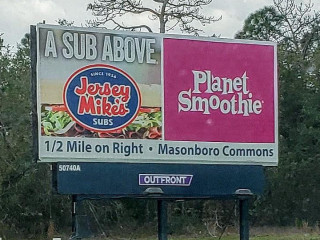 A SUB ABOVE
SINCE 1956
Jersey
Mike's
SUBS
Planet
Smoothie
1/2 Mile on Right • Masonboro Commons
50740A
OUTFRONT